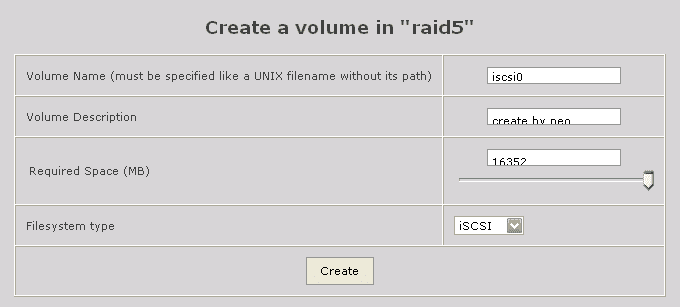 Create a volume in "raid5"
Volume Name (must be specified like a UNIX filename without its path)
iscsi0
Volume Description
create by neo
Required Space (MB)
16352
Filesystem type
iSCSI
Create